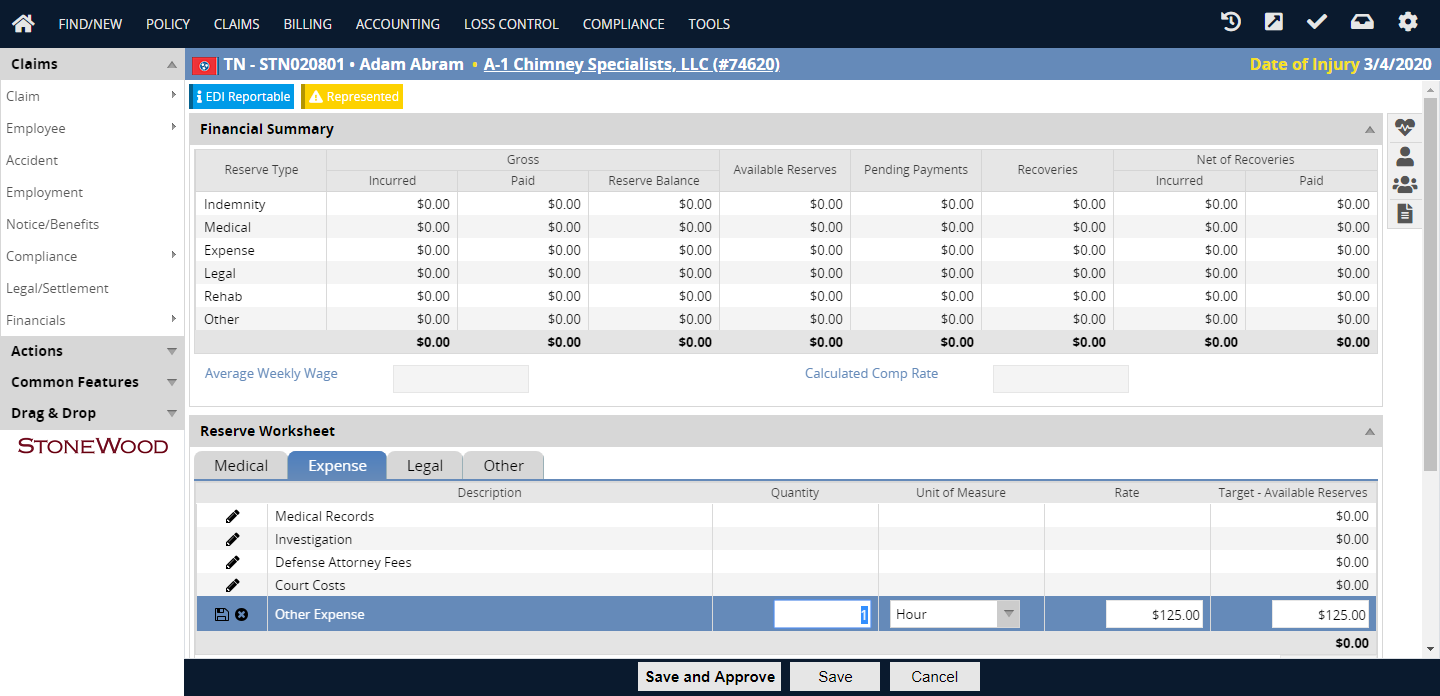 FIND/NEW POLICY CLAIMS BILLING ACCOUNTING LOSS CONTROL COMPLIANCE TOOLS
Claims
Claim
Employee
Accident
Employment
Notice/Benefits
Compliance
Legal/Settlement
Financials
Actions
Common Features
Drag & Drop
STONEWOOD
TN - STN020801 • Adam Abram • A-1 Chimney Specialists, LLC (#74620) Date of Injury 3/4/2020
EDI Reportable Represented
Financial Summary
Reserve Type Gross Available Reserves Pending Payments Recoveries Net of Recoveries
Incurred Paid Reserve Balance Incurred Paid
Indemnity $0.00 $0.00 $0.00 $0.00 $0.00 $0.00 $0.00 $0.00
Medical $0.00 $0.00 $0.00 $0.00 $0.00 $0.00 $0.00 $0.00
Expense $0.00 $0.00 $0.00 $0.00 $0.00 $0.00 $0.00 $0.00
Legal $0.00 $0.00 $0.00 $0.00 $0.00 $0.00 $0.00 $0.00
Rehab $0.00 $0.00 $0.00 $0.00 $0.00 $0.00 $0.00 $0.00
Other $0.00 $0.00 $0.00 $0.00 $0.00 $0.00 $0.00 $0.00
$0.00 $0.00 $0.00 $0.00 $0.00 $0.00 $0.00 $0.00
Average Weekly Wage Calculated Comp Rate
Reserve Worksheet
Medical Expense Legal Other
Description Quantity Unit of Measure Rate Target - Available Reserves
Medical Records $0.00
Investigation $0.00
Defense Attorney Fees $0.00
Court Costs $0.00
Other Expense 1 Hour $125.00 $125.00
$0.00
Save and Approve Save Cancel